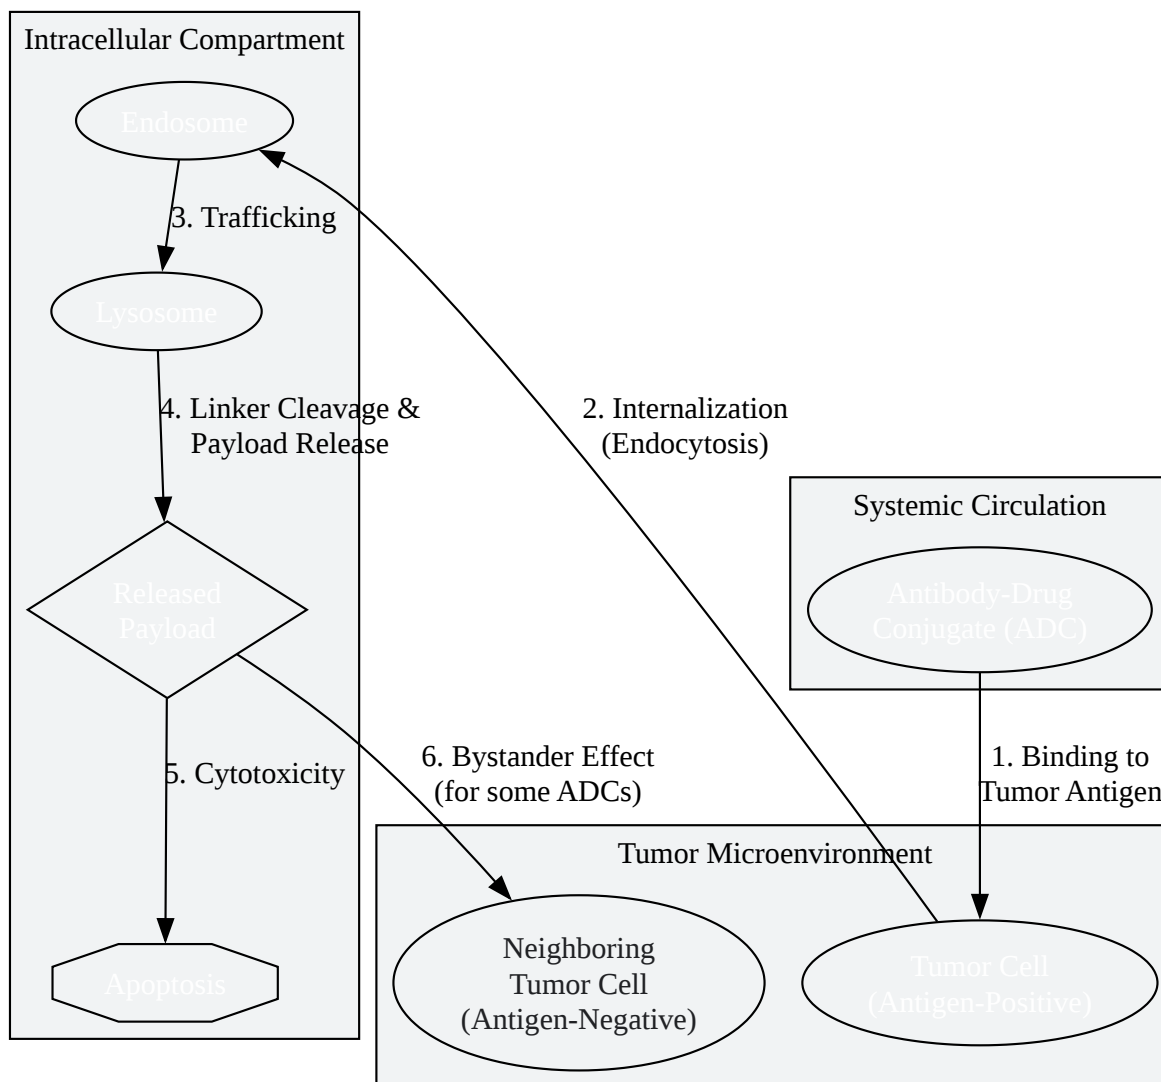 Intracellular Compartment
Endosome
3. Trafficking
Lysosome
4. Linker Cleavage &
Payload Release
2. Internalization
(Endocytosis)
Systemic Circulation
Released
Payload
Antibody-Drug
Conjugate (ADC)
5. Cytotoxicity
6. Bystander Effect
(for some ADCs)
1. Binding to
Tumor Antigen
Tumor Microenvironment
Apoptosis
Neighboring
Tumor Cell
(Antigen-Negative)
Tumor Cell
(Antigen-Positive)